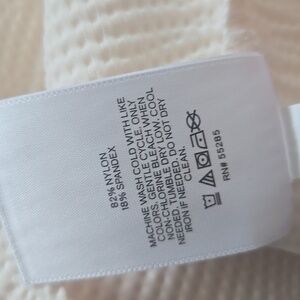 82% NYLON
18% SPANDEX
MACHINE WASH COLD WITH LIKE
COLORS, GENTLE CYCLE. ONLY
NON-CHLORINE BLEACH WHEN
NEEDED. TUMBLE DRY LOW. COOL
IRON IF NEEDED. DO NOT DRY
CLEAN.
RN# 55285